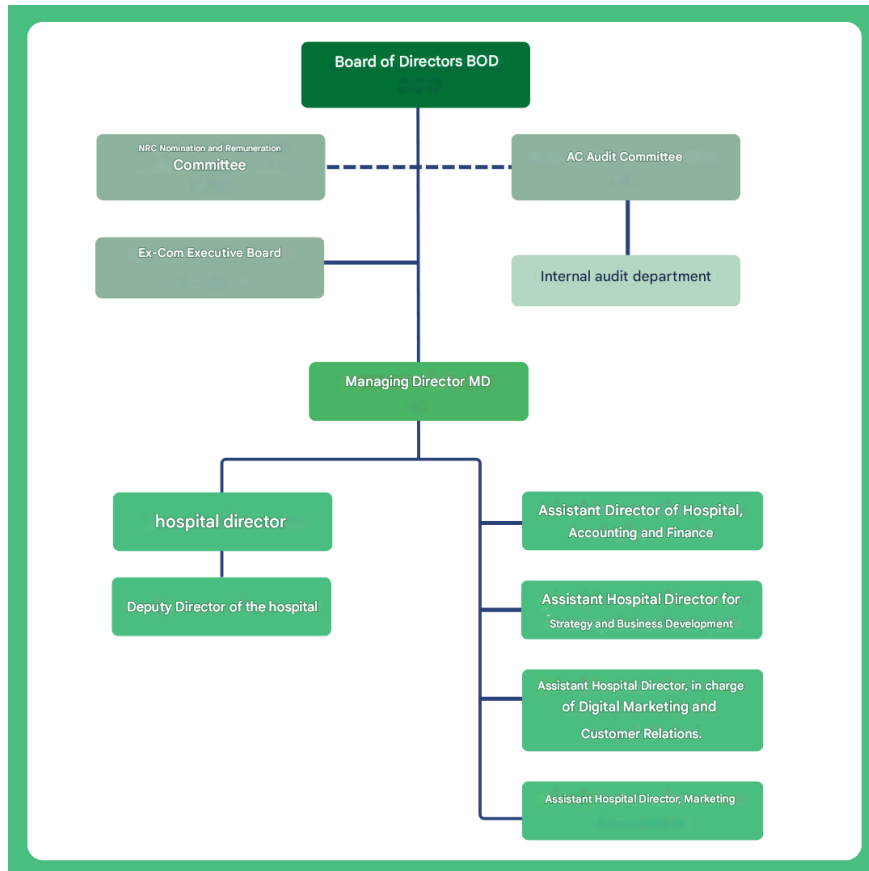 Board of Directors BOD
NRC Nomination and Remuneration
Committee
AC Audit Committee
Ex-Com Executive Board
Internal audit department
Managing Director MD
hospital director
Deputy Director of the hospital
Assistant Director of Hospital,
Accounting and Finance
Assistant Hospital Director for
Strategy and Business Development
Assistant Hospital Director, in charge
of Digital Marketing and
Customer Relations.
Assistant Hospital Director, Marketing